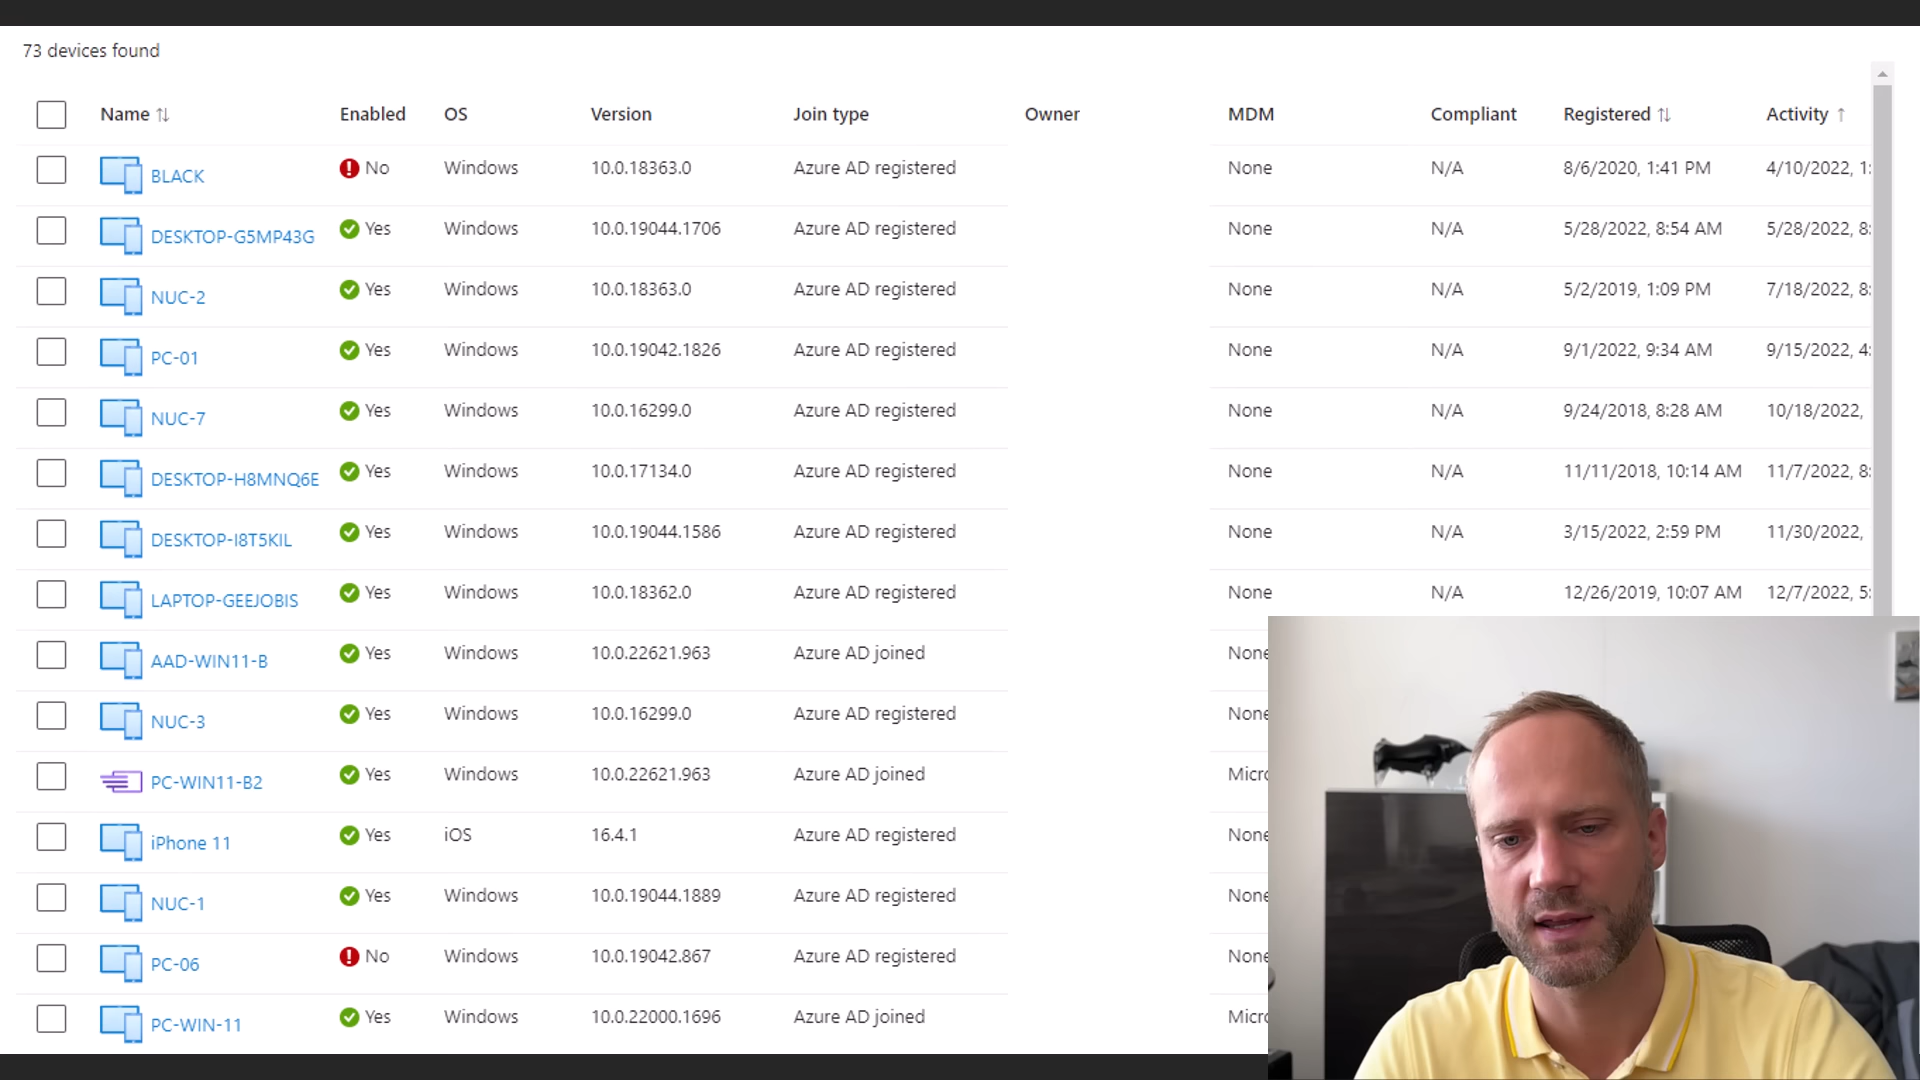 73 devices found
Name Enabled OS Version Join type Owner MDM Compliant Registered Activity
BLACK No Windows 10.0.18363.0 Azure AD registered None N/A 8/6/2020, 1:41 PM 4/10/2022, 1:
DESKTOP-G5MP43G Yes Windows 10.0.19044.1706 Azure AD registered None N/A 5/28/2022, 8:54 AM 5/28/2022, 8:
NUC-2 Yes Windows 10.0.18363.0 Azure AD registered None N/A 5/2/2019, 1:09 PM 7/18/2022, 8:
PC-01 Yes Windows 10.0.19042.1826 Azure AD registered None N/A 9/1/2022, 9:34 AM 9/15/2022, 4:
NUC-7 Yes Windows 10.0.16299.0 Azure AD registered None N/A 9/24/2018, 8:28 AM 10/18/2022,
DESKTOP-H8MNQ6E Yes Windows 10.0.17134.0 Azure AD registered None N/A 11/11/2018, 10:14 AM 11/7/2022, 8:
DESKTOP-I8T5KIL Yes Windows 10.0.19044.1586 Azure AD registered None N/A 3/15/2022, 2:59 PM 11/30/2022,
LAPTOP-GEEJOBIS Yes Windows 10.0.18362.0 Azure AD registered None N/A 12/26/2019, 10:07 AM 12/7/2022, 5:
AAD-WIN11-B Yes Windows 10.0.22621.963 Azure AD joined None
NUC-3 Yes Windows 10.0.16299.0 Azure AD registered None
PC-WIN11-B2 Yes Windows 10.0.22621.963 Azure AD joined Micro
iPhone 11 Yes iOS 16.4.1 Azure AD registered None
NUC-1 Yes Windows 10.0.19044.1889 Azure AD registered None
PC-06 No Windows 10.0.19042.867 Azure AD registered None
PC-WIN-11 Yes Windows 10.0.22000.1696 Azure AD joined Micro